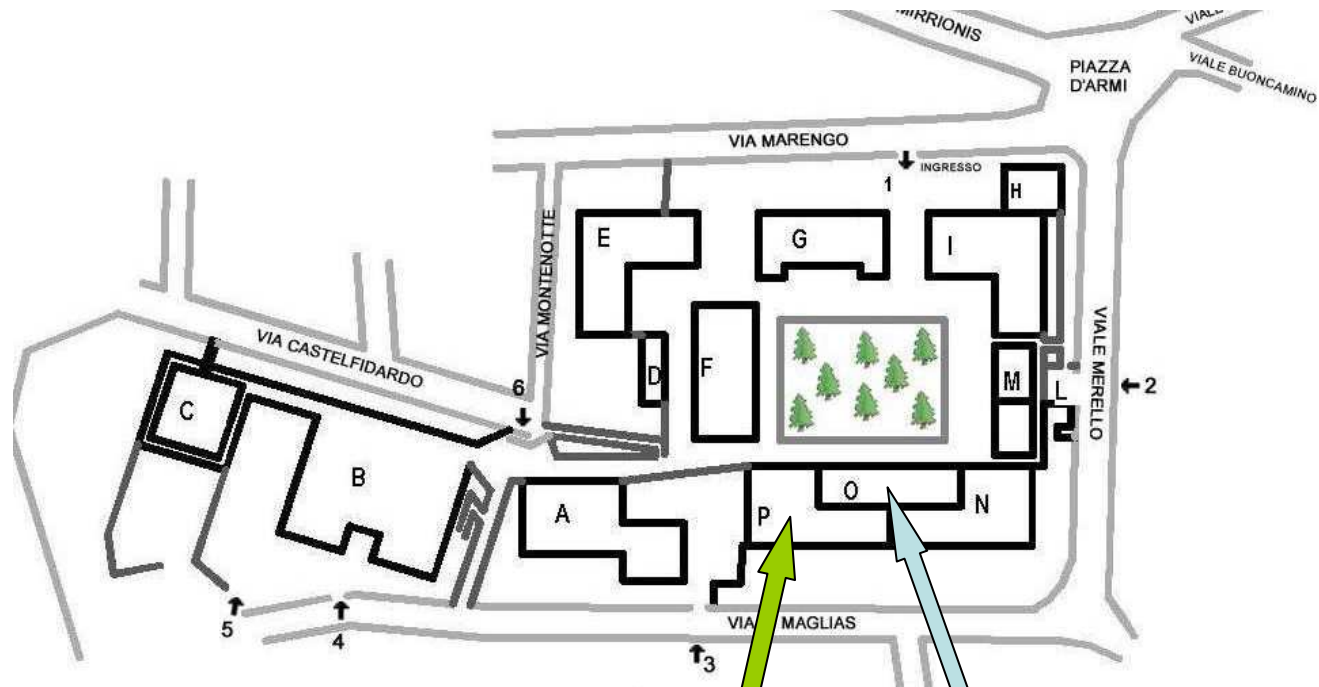 MIRRIONIS
VIALE
PIAZZA
D'ARMI
VIALE BUONCAMINO
VIA MARENGO
1
INGRESSO
H
E
G
I
VIA MONTENOTTE
VIA CASTELFIDARDO
VIALE MERELLO
6
D
F
M
L
2
C
B
A
P
O
N
5
4
VIA
MAGLIAS
3